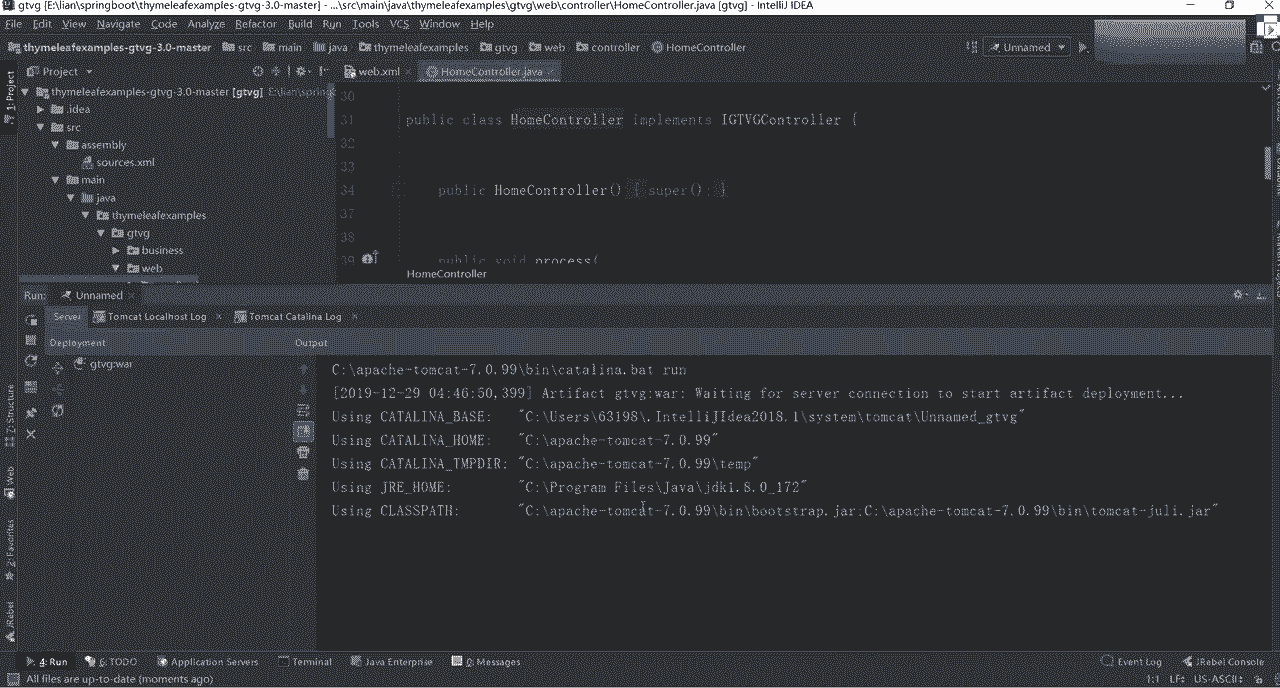 gtvg [E:\lian\springboot\thymeleafexamples-gtvg-3.0-master] - ...\src\main\java\thymeleafexamples\gtvg\web\controller\HomeController.java [gtvg] - IntelliJ IDEA
File Edit View Navigate Code Analyze Refactor Build Run Tools VCS Window Help
thymeleafexamples-gtvg-3.0-master src main java thymeleafexamples gtvg web controller HomeController Unnamed
1: Project
Project web.xml HomeController.java
thymeleafexamples-gtvg-3.0-master [gtvg] E:\lian\spring
.idea
src
assembly
sources.xml
main
java
thymeleafexamples
gtvg
business
web
30
31 public class HomeController implements IGTVGController {
32
33
34 public HomeController() { super(); }
37
38
39 public void process(
HomeController
Run: Unnamed
Server Tomcat Localhost Log Tomcat Catalina Log
Deployment Output
gtvg:war
C:\apache-tomcat-7.0.99\bin\catalina.bat run
[2019-12-29 04:46:50,399] Artifact gtvg:war: Waiting for server connection to start artifact deployment...
Using CATALINA_BASE: "C:\Users\63198\.IntelliJIdea2018.1\system\tomcat\Unnamed_gtvg"
Using CATALINA_HOME: "C:\apache-tomcat-7.0.99"
Using CATALINA_TMPDIR: "C:\apache-tomcat-7.0.99\temp"
Using JRE_HOME: "C:\Program Files\Java\jdk1.8.0_172"
Using CLASSPATH: "C:\apache-tomcat-7.0.99\bin\bootstrap.jar;C:\apache-tomcat-7.0.99\bin\tomcat-juli.jar"
7: Structure
Web
2: Favorites
JRebel
4: Run 6: TODO Application Servers Terminal Java Enterprise 0: Messages Event Log JRebel Console
All files are up-to-date (moments ago) 1:1 LF: US-ASCII: